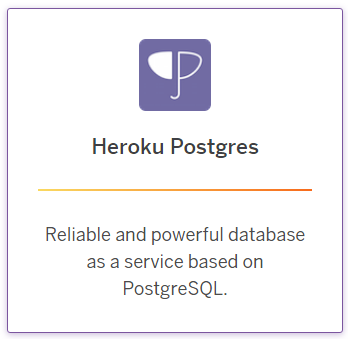 Heroku Postgres
Reliable and powerful database
as a service based on
PostgreSQL.